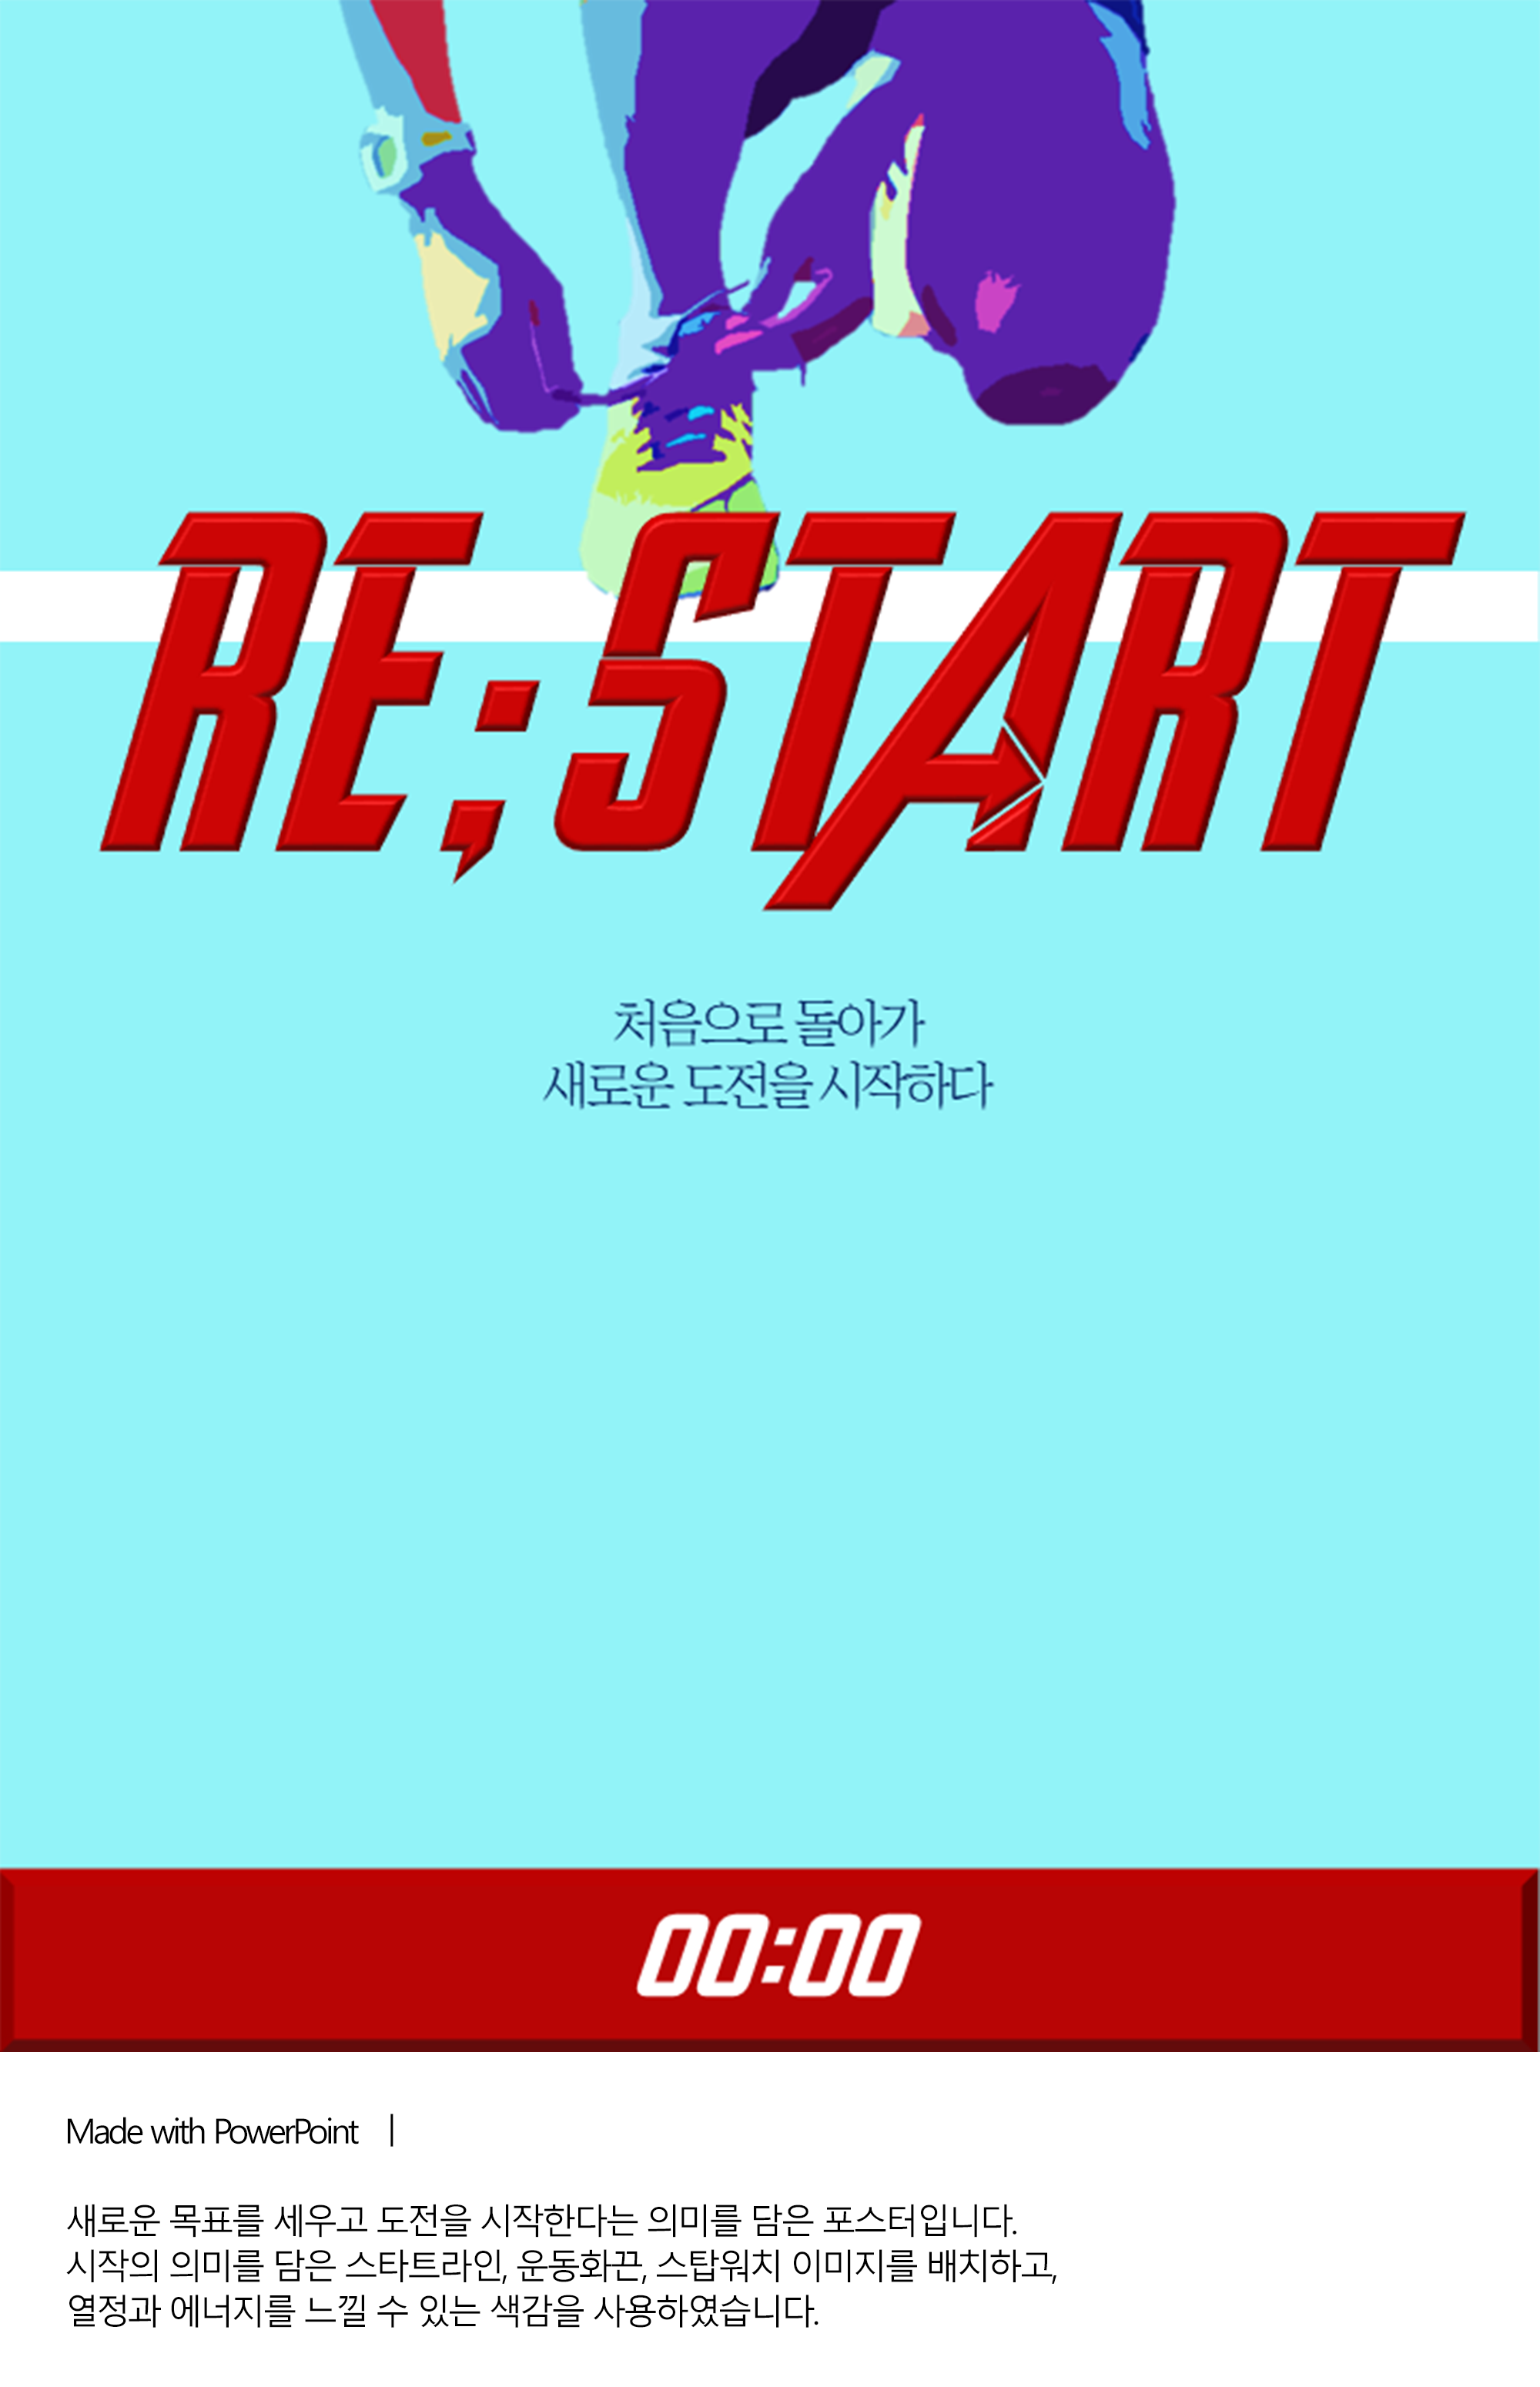 RE;START
처음으로 돌아가
새로운 도전을 시작하다
00:00
Made with PowerPoint |
새로운 목표를 세우고 도전을 시작한다는 의미를 담은 포스터입니다.
시작의 의미를 담은 스타트라인, 운동화끈, 스탑워치 이미지를 배치하고,
열정과 에너지를 느낄 수 있는 색감을 사용하였습니다.